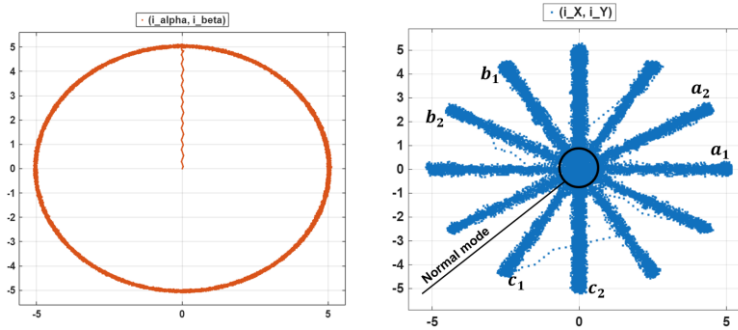 (i_alpha, i_beta)
5
4
3
2
1
0
-1
-2
-3
-4
-5
-5 0 5
(i_X, i_Y)
5
4
3
2
1
0
-1
-2
-3
-4
-5
-5 0 5
b₁
a₂
b₂
a₁
Normal mode
c₁
c₂